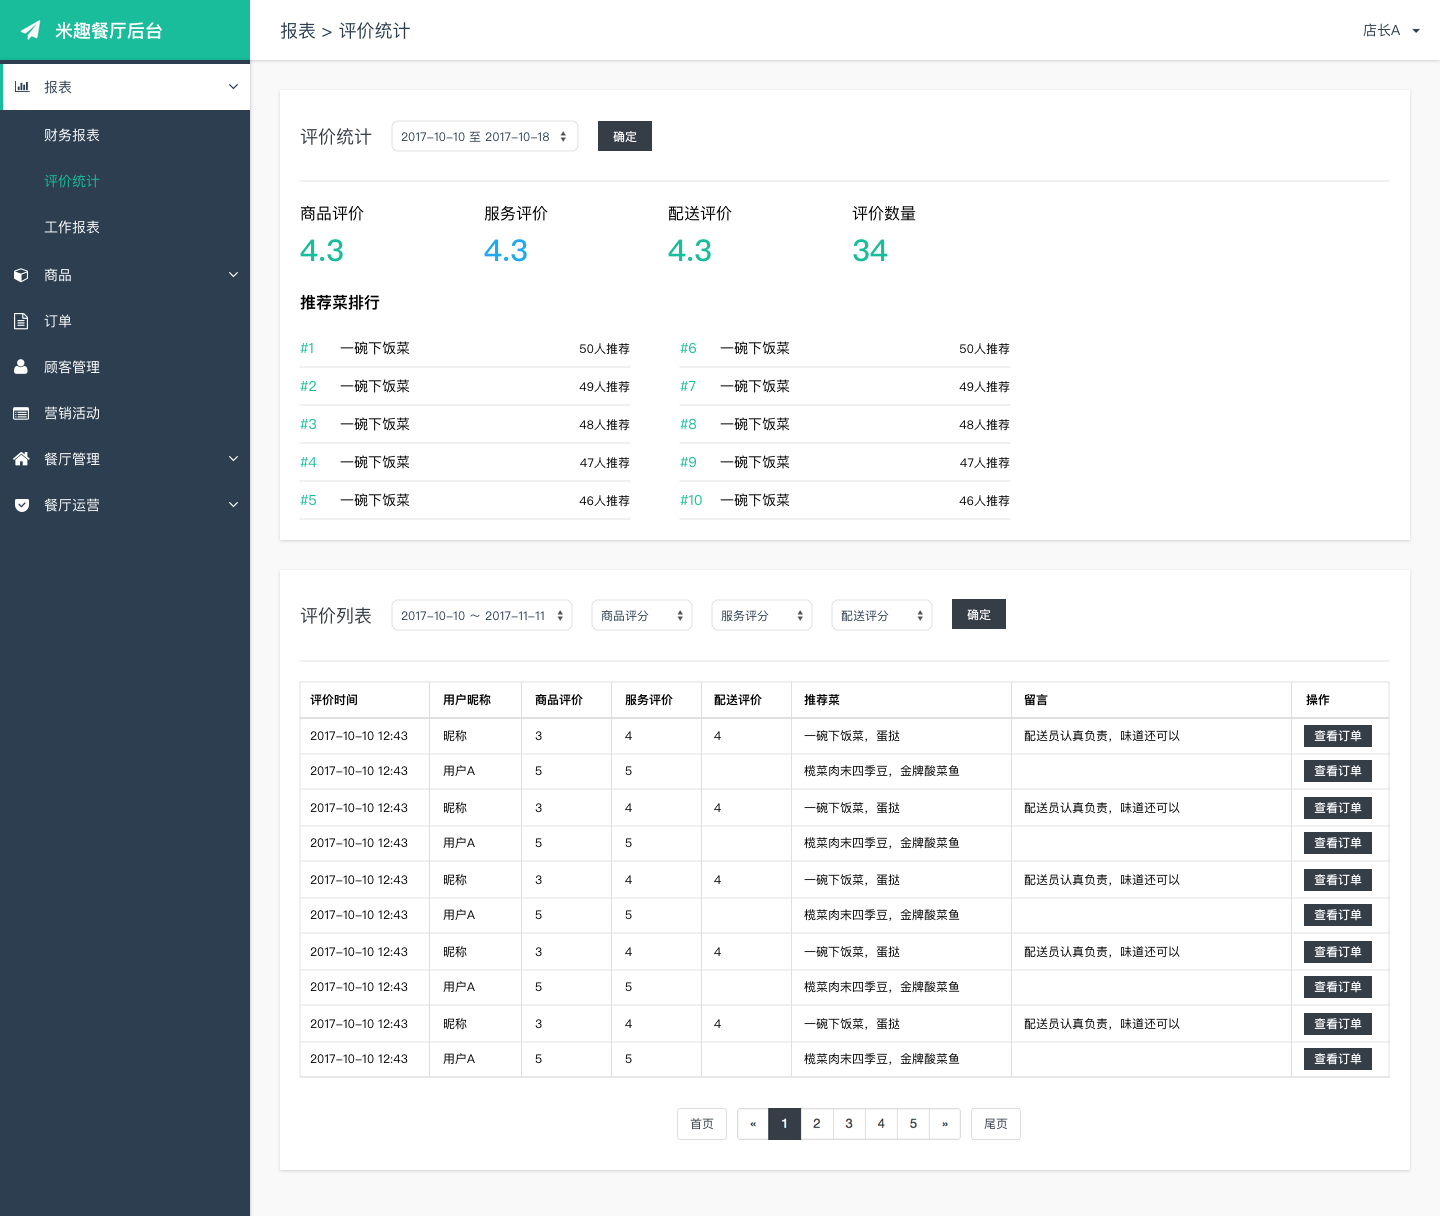 米趣餐厅后台
报表 > 评价统计
店长A
报表
财务报表
评价统计
工作报表
商品
订单
顾客管理
营销活动
餐厅管理
餐厅运营
评价统计 2017-10-10 至 2017-10-18 确定
商品评价 服务评价 配送评价 评价数量
4.3 4.3 4.3 34
推荐菜排行
#1 一碗下饭菜 50人推荐 #6 一碗下饭菜 50人推荐
#2 一碗下饭菜 49人推荐 #7 一碗下饭菜 49人推荐
#3 一碗下饭菜 48人推荐 #8 一碗下饭菜 48人推荐
#4 一碗下饭菜 47人推荐 #9 一碗下饭菜 47人推荐
#5 一碗下饭菜 46人推荐 #10 一碗下饭菜 46人推荐
评价列表 2017-10-10 ～ 2017-11-11 商品评分 服务评分 配送评分 确定
评价时间 用户昵称 商品评价 服务评价 配送评价 推荐菜 留言 操作
2017-10-10 12:43 昵称 3 4 4 一碗下饭菜，蛋挞 配送员认真负责，味道还可以 查看订单
2017-10-10 12:43 用户A 5 5 榄菜肉末四季豆，金牌酸菜鱼 查看订单
2017-10-10 12:43 昵称 3 4 4 一碗下饭菜，蛋挞 配送员认真负责，味道还可以 查看订单
2017-10-10 12:43 用户A 5 5 榄菜肉末四季豆，金牌酸菜鱼 查看订单
2017-10-10 12:43 昵称 3 4 4 一碗下饭菜，蛋挞 配送员认真负责，味道还可以 查看订单
2017-10-10 12:43 用户A 5 5 榄菜肉末四季豆，金牌酸菜鱼 查看订单
2017-10-10 12:43 昵称 3 4 4 一碗下饭菜，蛋挞 配送员认真负责，味道还可以 查看订单
2017-10-10 12:43 用户A 5 5 榄菜肉末四季豆，金牌酸菜鱼 查看订单
2017-10-10 12:43 昵称 3 4 4 一碗下饭菜，蛋挞 配送员认真负责，味道还可以 查看订单
2017-10-10 12:43 用户A 5 5 榄菜肉末四季豆，金牌酸菜鱼 查看订单
首页 « 1 2 3 4 5 » 尾页